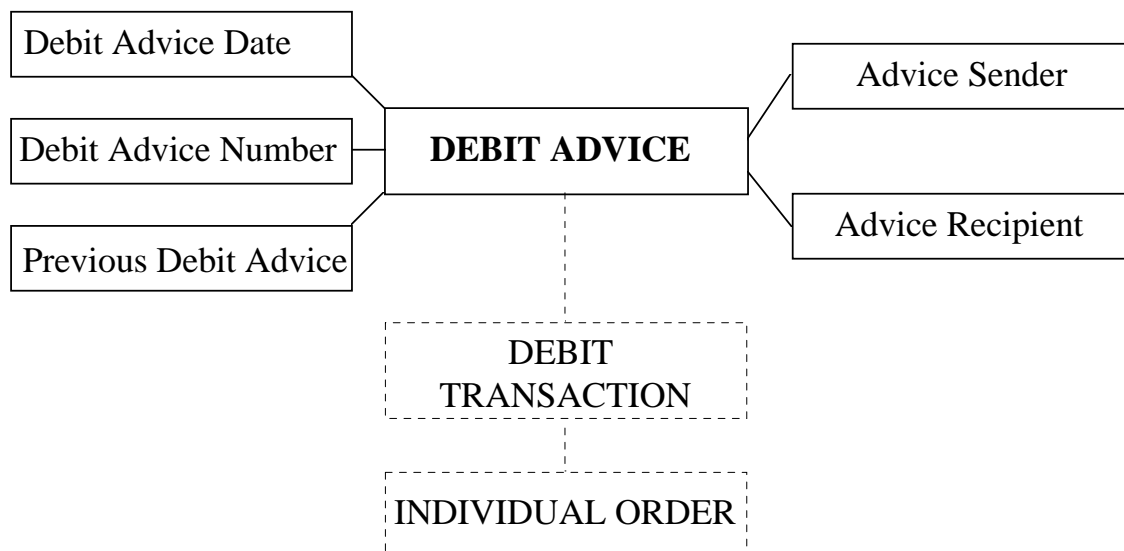 Debit Advice Date
Debit Advice Number
Previous Debit Advice
DEBIT ADVICE
Advice Sender
Advice Recipient
DEBIT
TRANSACTION
INDIVIDUAL ORDER